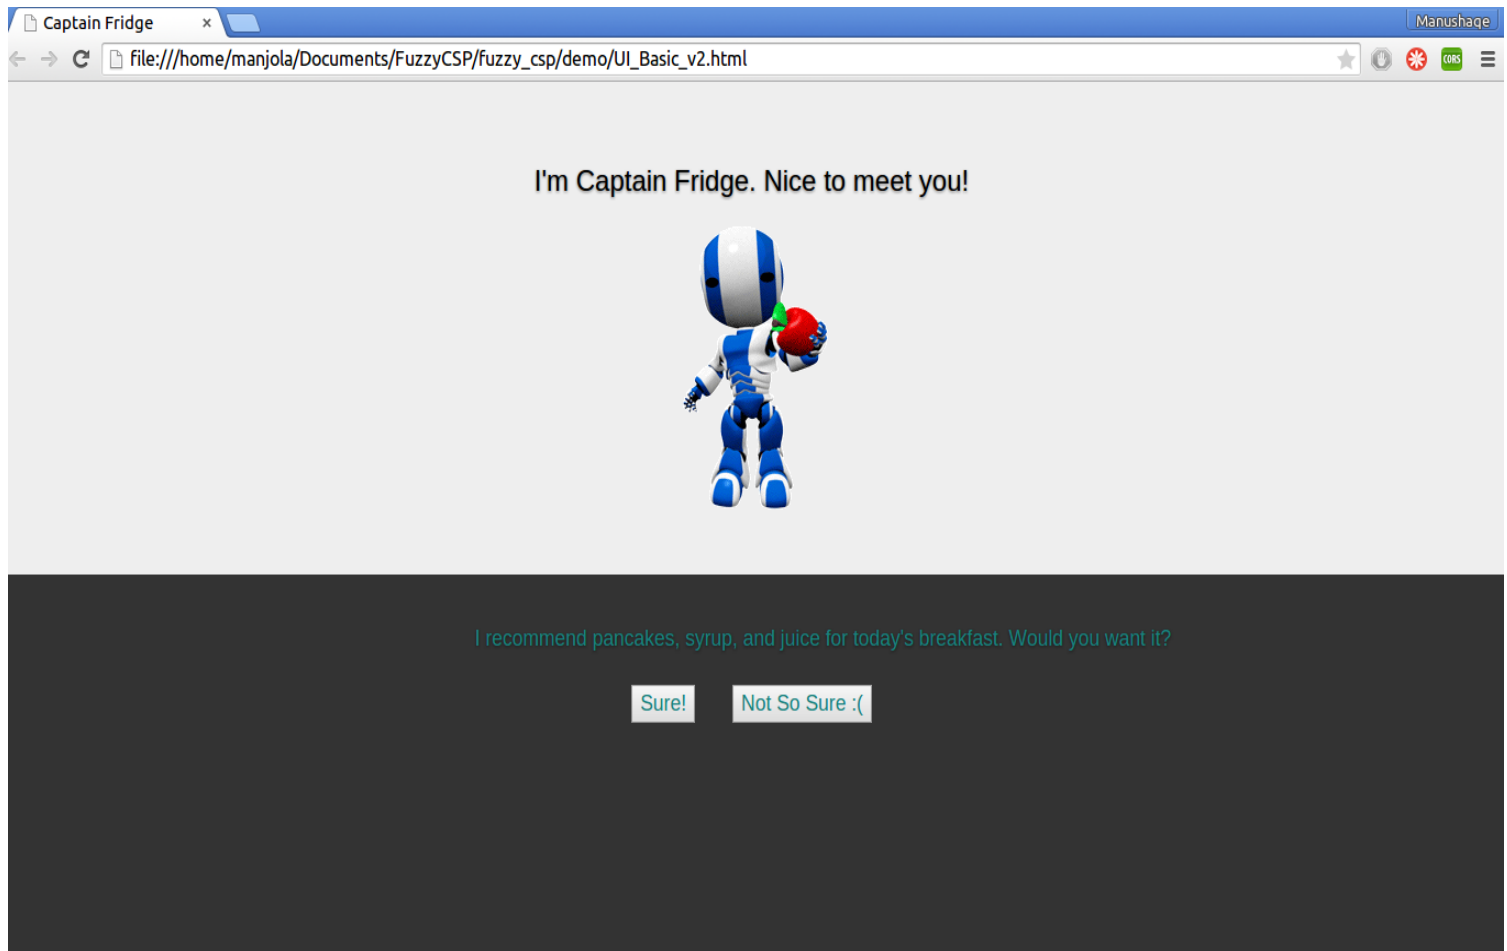 Captain Fridge
Manushaqe
file:///home/manjola/Documents/FuzzyCSP/fuzzy_csp/demo/UI_Basic_v2.html
CORS
I'm Captain Fridge. Nice to meet you!
I recommend pancakes, syrup, and juice for today's breakfast. Would you want it?
Sure!
Not So Sure :(